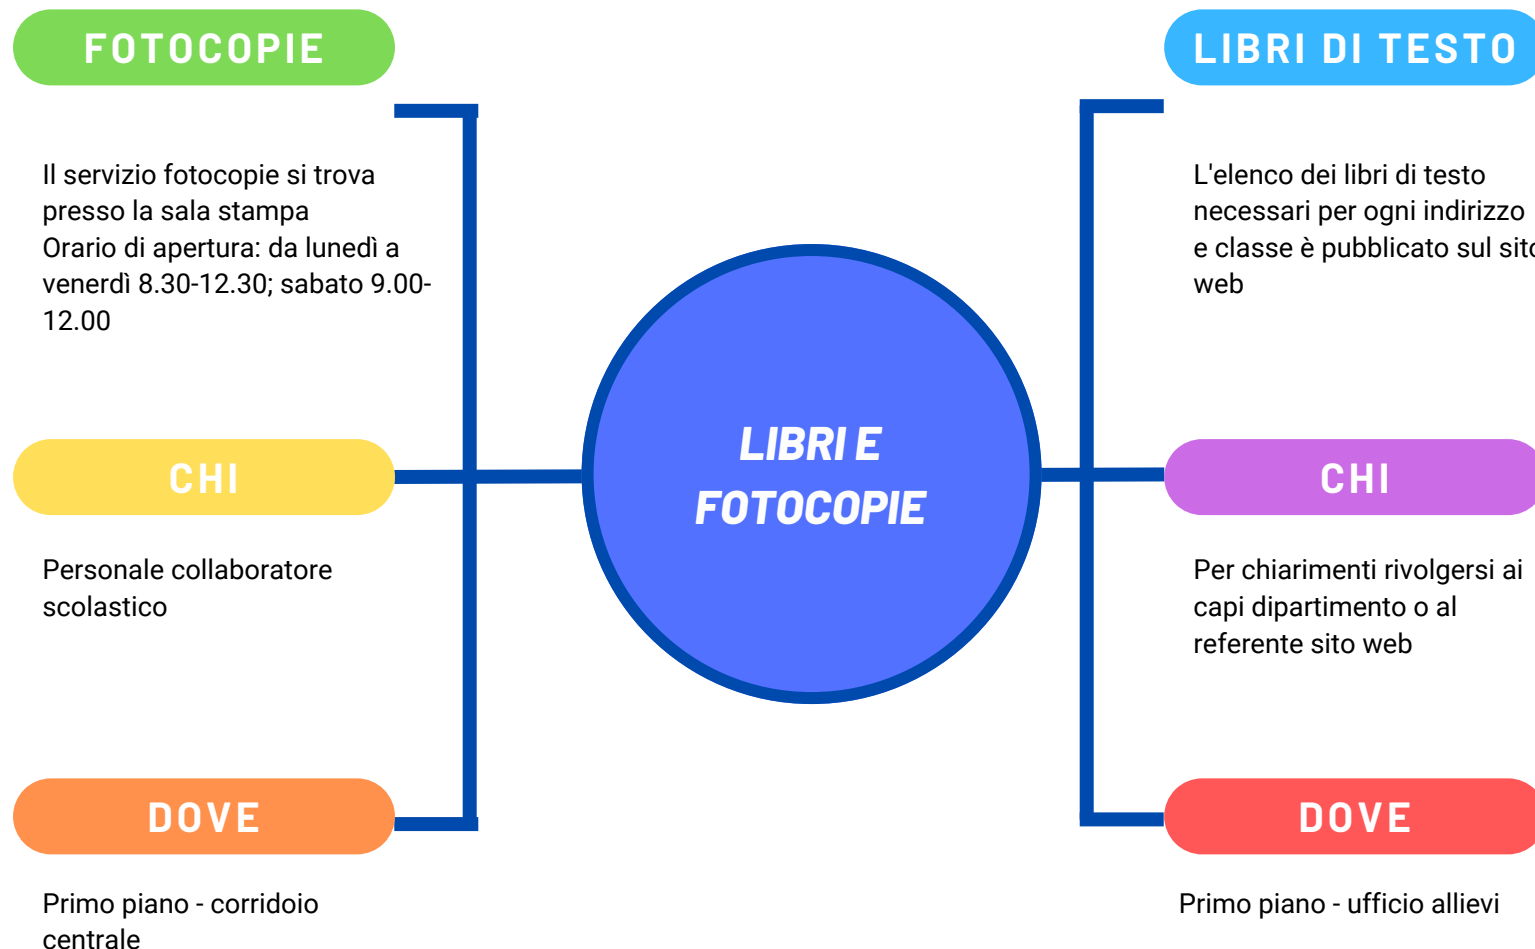 FOTOCOPIE
Il servizio fotocopie si trova
presso la sala stampa
Orario di apertura: da lunedì a
venerdì 8.30-12.30; sabato 9.00-
12.00
CHI
Personale collaboratore
scolastico
DOVE
Primo piano - corridoio
centrale
LIBRI E
FOTOCOPIE
LIBRI DI TESTO
L'elenco dei libri di testo
necessari per ogni indirizzo
e classe è pubblicato sul sito
web
CHI
Per chiarimenti rivolgersi ai
capi dipartimento o al
referente sito web
DOVE
Primo piano - ufficio allievi